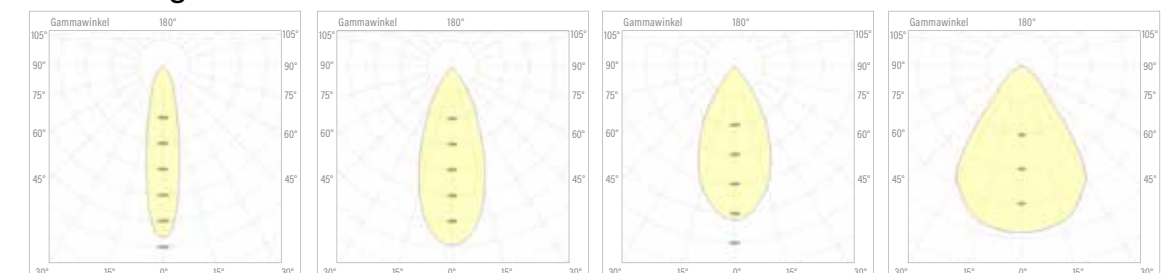 Gammawinkel 180° Gammawinkel 180° Gammawinkel 180° Gammawinkel 180°
105° 105° 105° 105° 105° 105° 105° 105°
90° 90° 90° 90° 90° 90° 90° 90°
75° 75° 75° 75° 75° 75° 75° 75°
60° 60° 60° 60° 60° 60° 60° 60°
45° 45° 45° 45° 45° 45° 45° 45°
30° 15° 0° 15° 30° 30° 15° 0° 15° 30° 30° 15° 0° 15° 30° 30° 15° 0° 15° 30°